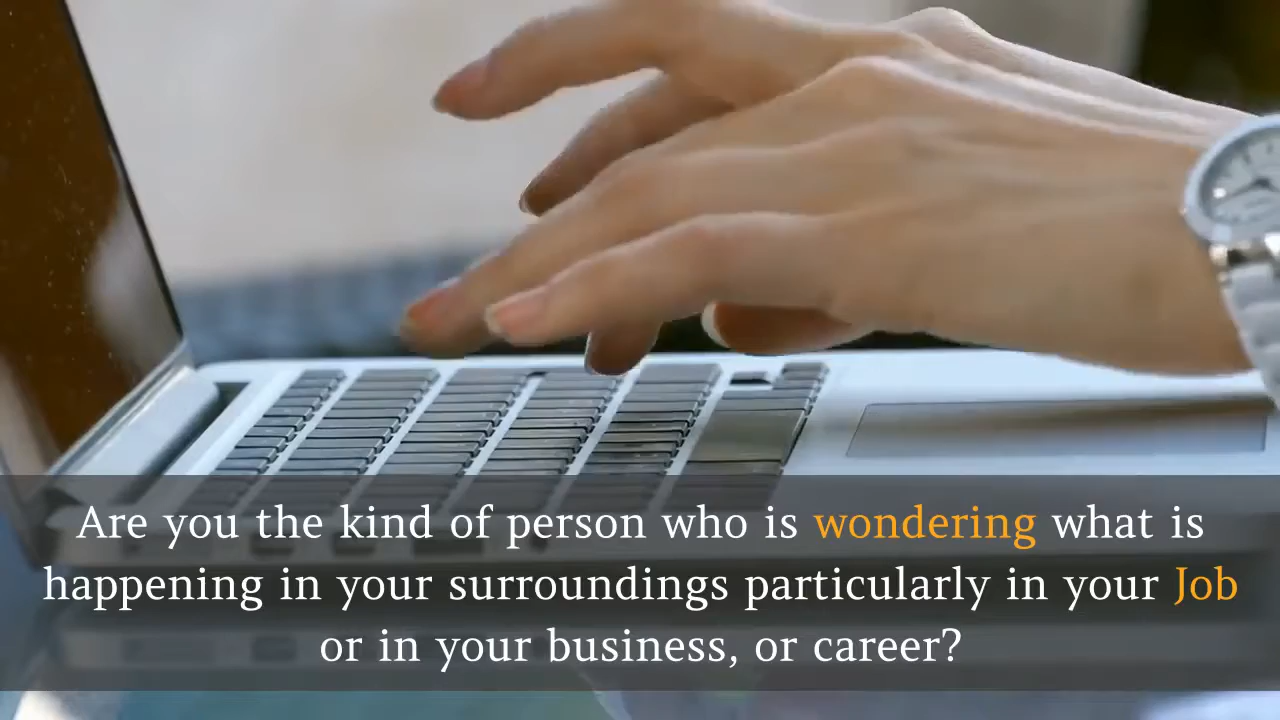 Are you the kind of person who is wondering what is
happening in your surroundings particularly in your Job
or in your business, or career?